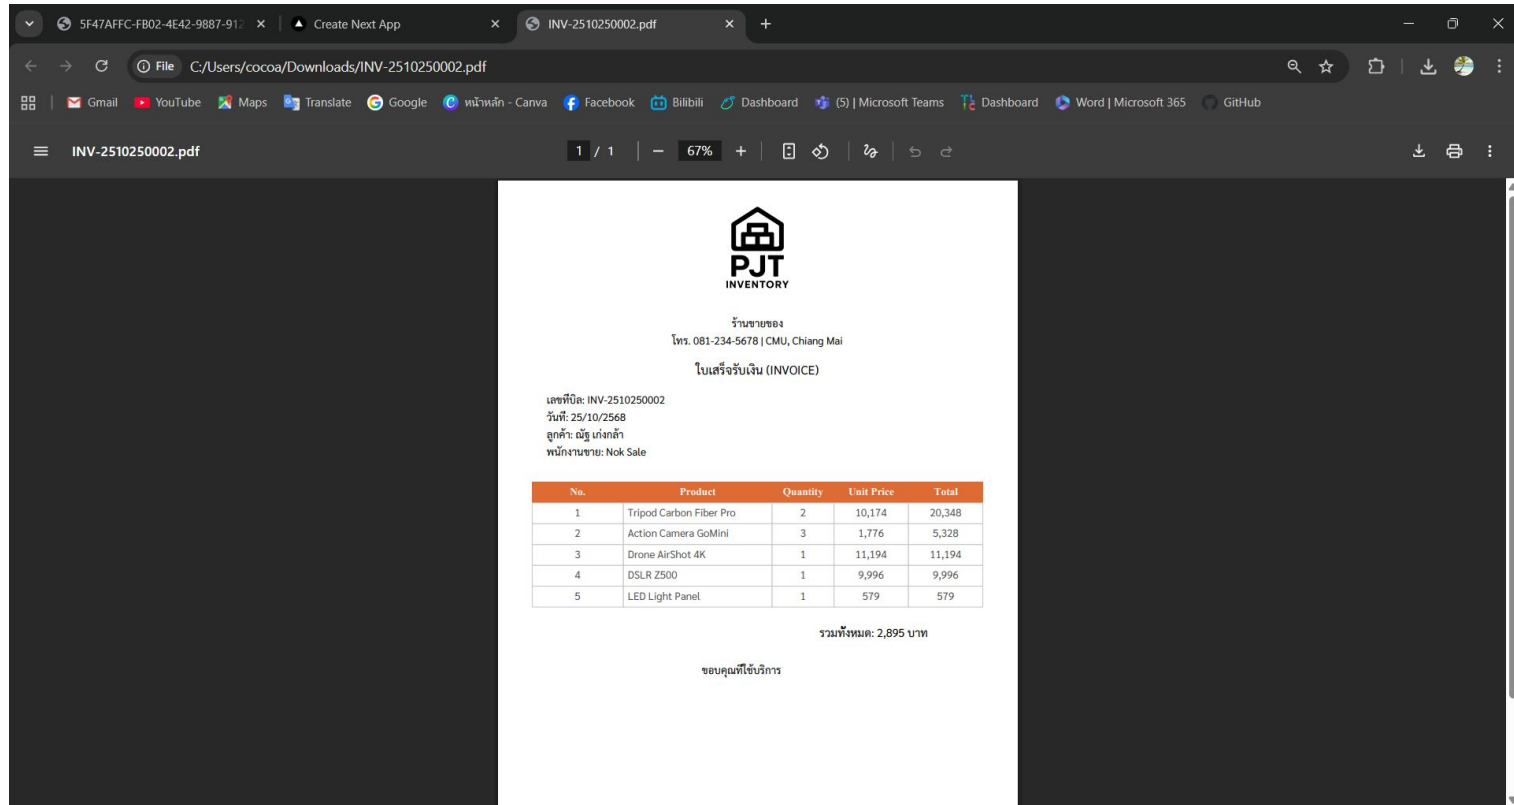 5F47AFFC-FB02-4E42-9887-912
Create Next App
INV-2510250002.pdf
File C:/Users/cocoa/Downloads/INV-2510250002.pdf
Gmail YouTube Maps Translate Google หน้าหลัก - Canva Facebook Bilibili Dashboard (5) | Microsoft Teams Dashboard Word | Microsoft 365 GitHub
INV-2510250002.pdf 1 / 1 67%
PJT
INVENTORY
ร้านขายของ
โทร. 081-234-5678 | CMU, Chiang Mai
ใบเสร็จรับเงิน (INVOICE)
เลขที่บิล: INV-2510250002
วันที่: 25/10/2568
ลูกค้า: ณัฐ เก่งกล้า
พนักงานขาย: Nok Sale
No. Product Quantity Unit Price Total
1 Tripod Carbon Fiber Pro 2 10,174 20,348
2 Action Camera GoMini 3 1,776 5,328
3 Drone AirShot 4K 1 11,194 11,194
4 DSLR Z500 1 9,996 9,996
5 LED Light Panel 1 579 579
รวมทั้งหมด: 2,895 บาท
ขอบคุณที่ใช้บริการ